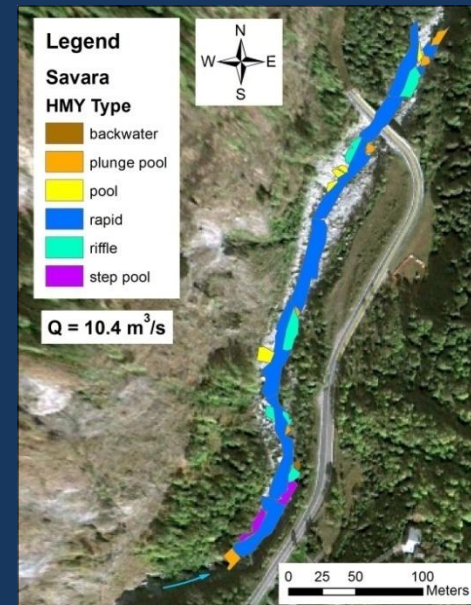 Legend
Savara
HMY Type
backwater
plunge pool
pool
rapid
riffle
step pool
Q = 10.4 m³/s
N
W E
S
0 25 50 100
Meters